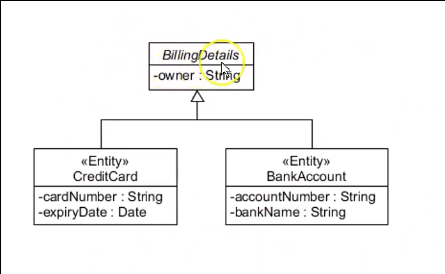 BillingDetails
-owner : String
«Entity»
CreditCard
-cardNumber : String
-expiryDate : Date
«Entity»
BankAccount
-accountNumber : String
-bankName : String